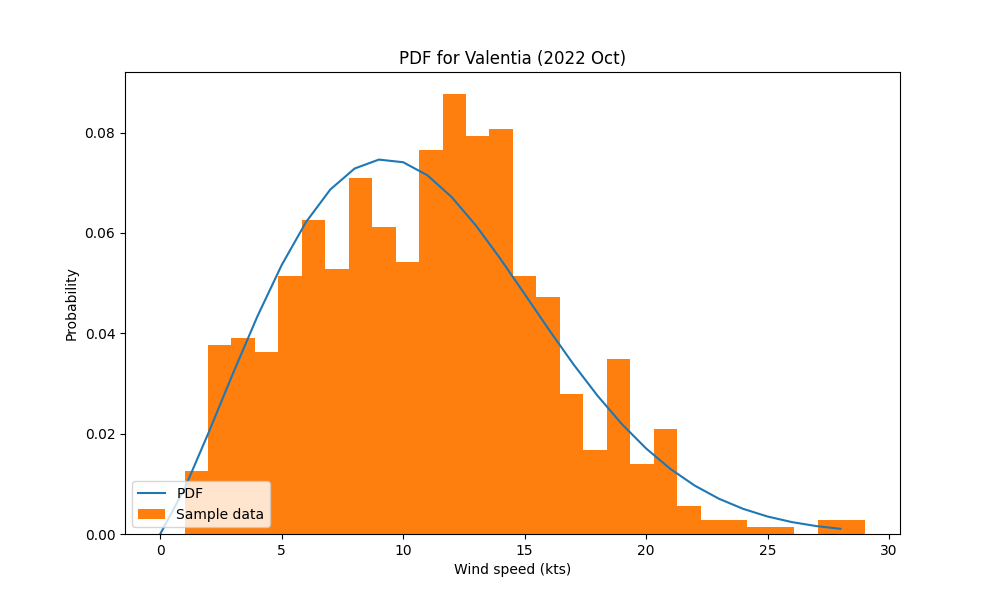 PDF for Valentia (2022 Oct)
Probability
0.08
0.06
0.04
0.02
0.00
PDF
Sample data
0 5 10 15 20 25 30
Wind speed (kts)